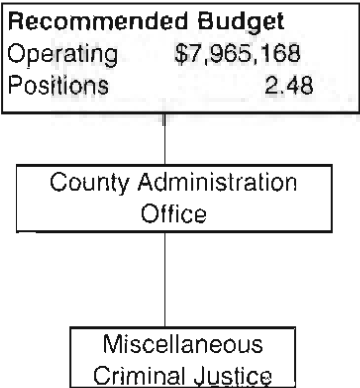 Recommended Budget
Operating $7,965,168
Positions 2.48
County Administration
Office
Miscellaneous
Criminal Justice